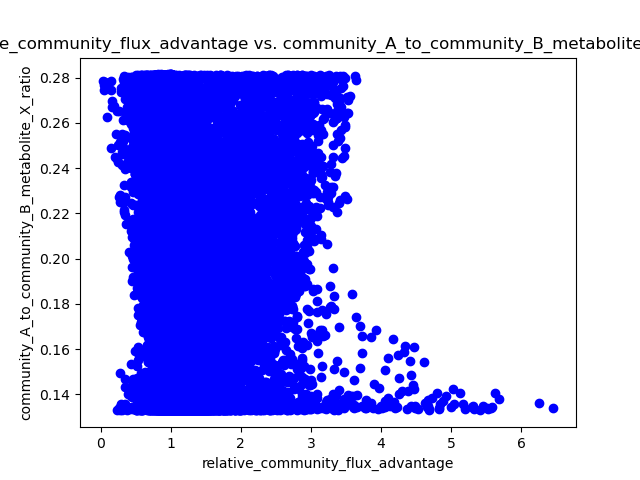 e_community_flux_advantage vs. community_A_to_community_B_metabolite
community_A_to_community_B_metabolite_X_ratio
0.28
0.26
0.24
0.22
0.20
0.18
0.16
0.14
0 1 2 3 4 5 6
relative_community_flux_advantage